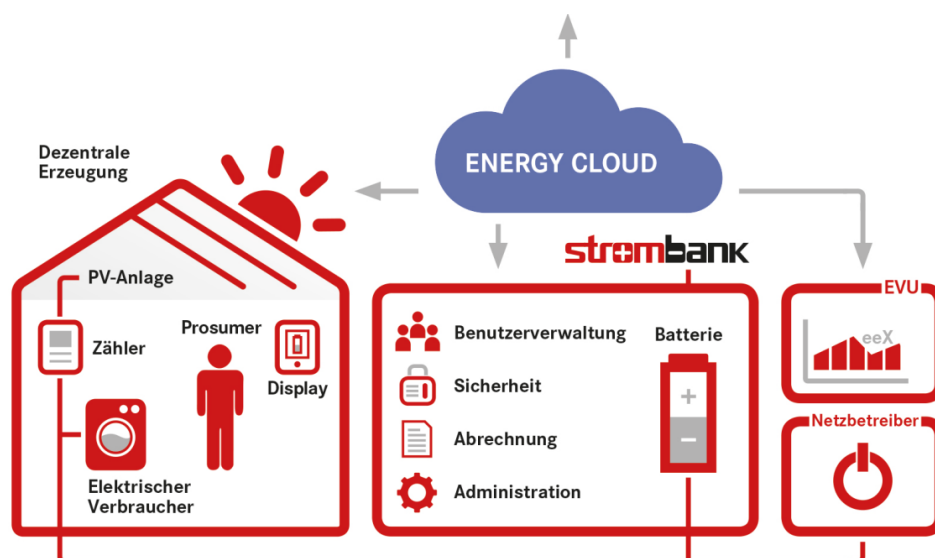 ENERGY CLOUD
Dezentrale
Erzeugung
strombank
PV-Anlage
Zähler
Prosumer
Display
Elektrischer
Verbraucher
Benutzerverwaltung
Sicherheit
Abrechnung
Administration
Batterie
+
−
EVU
eeX
Netzbetreiber